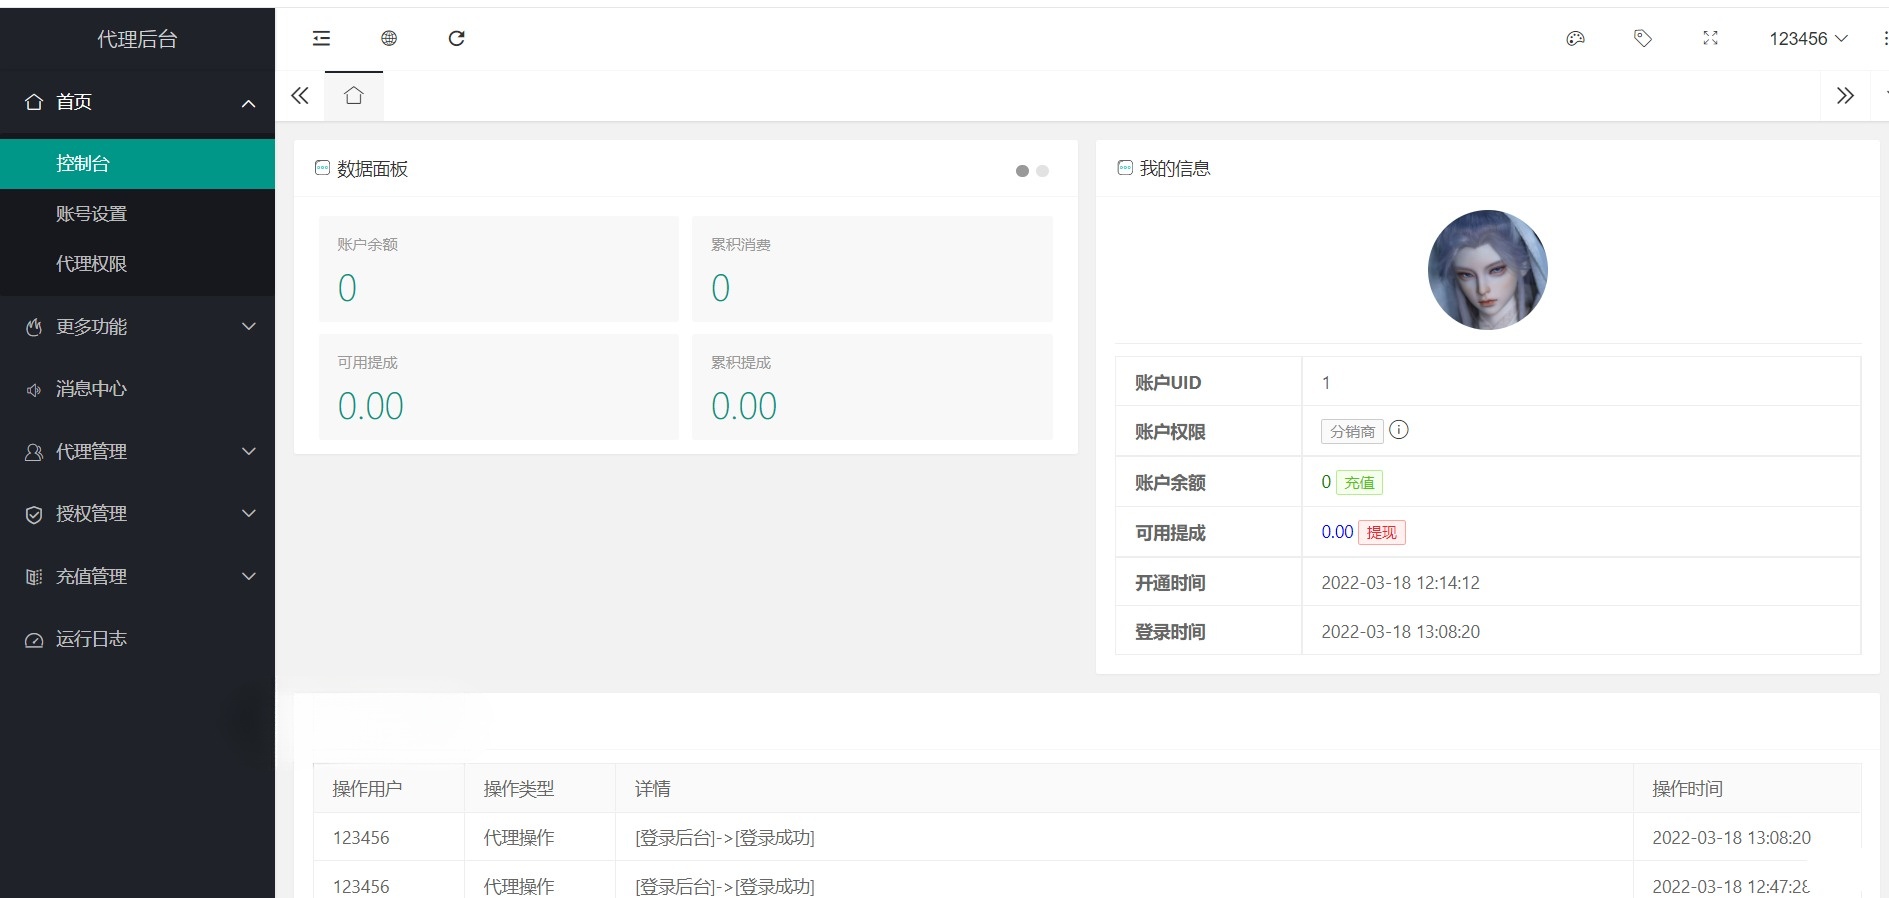 代理后台
123456
首页
控制台
账号设置
代理权限
更多功能
消息中心
代理管理
授权管理
充值管理
运行日志
数据面板
账户余额
0
累积消费
0
可用提成
0.00
累积提成
0.00
我的信息
账户UID 1
账户权限 分销商
账户余额 0 充值
可用提成 0.00 提现
开通时间 2022-03-18 12:14:12
登录时间 2022-03-18 13:08:20
操作用户 操作类型 详情 操作时间
123456 代理操作 [登录后台]->[登录成功] 2022-03-18 13:08:20
123456 代理操作 [登录后台]->[登录成功] 2022-03-18 12:47:28